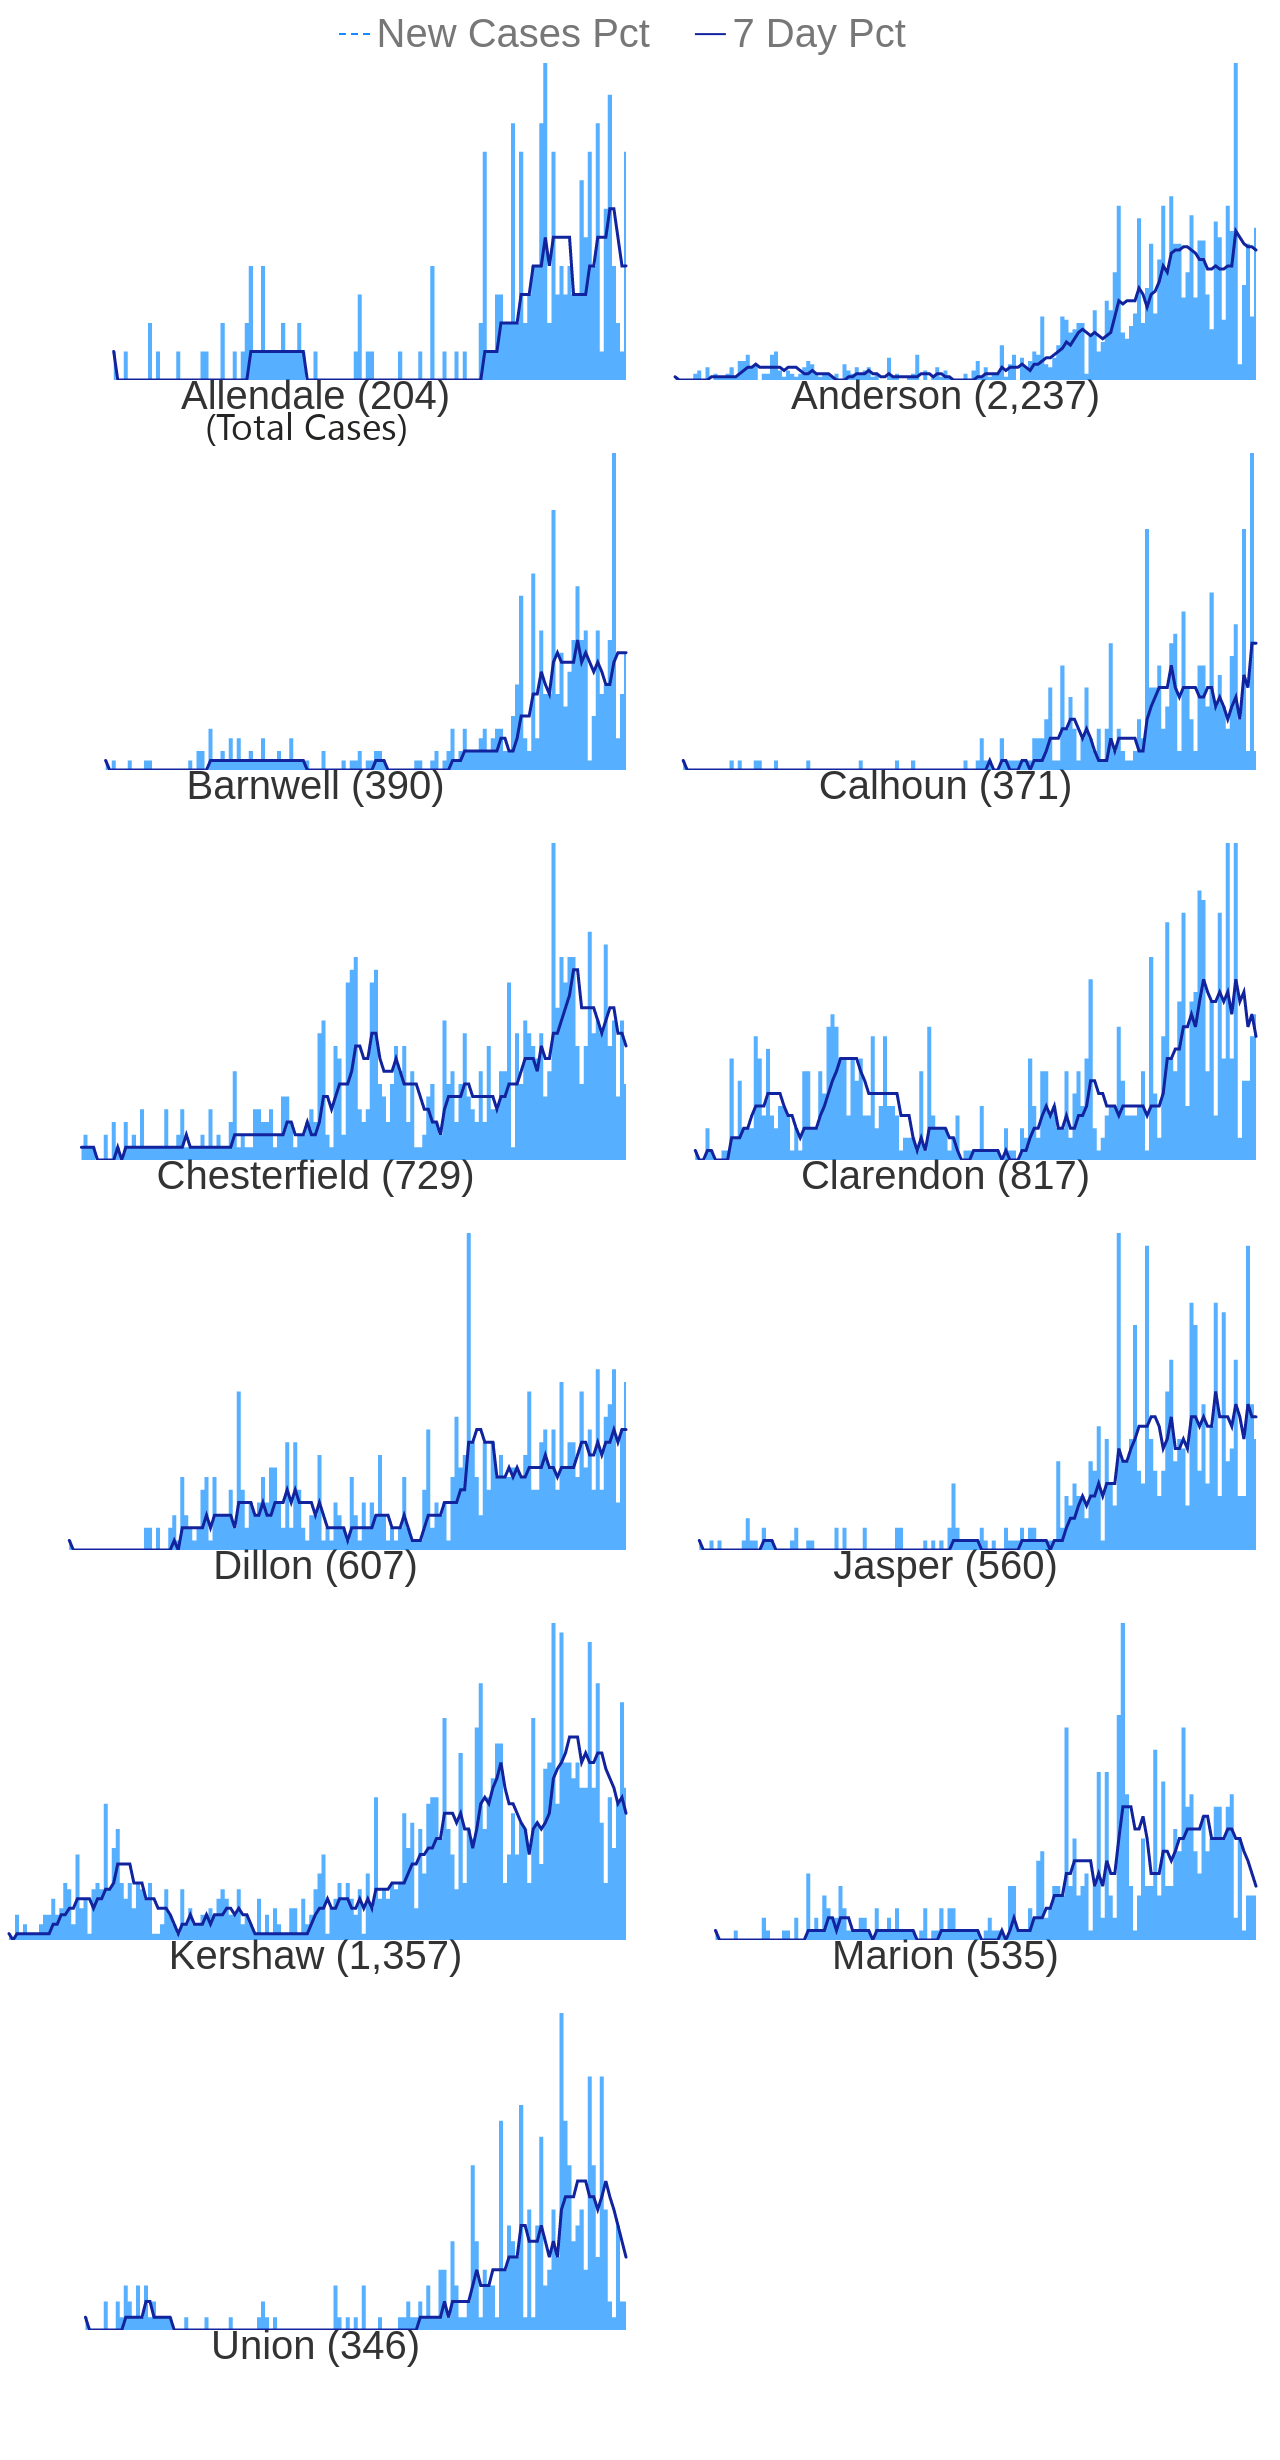 New Cases Pct 7 Day Pct
Allendale (204) Anderson (2,237)
(Total Cases)
Barnwell (390) Calhoun (371)
Chesterfield (729) Clarendon (817)
Dillon (607) Jasper (560)
Kershaw (1,357) Marion (535)
Union (346)